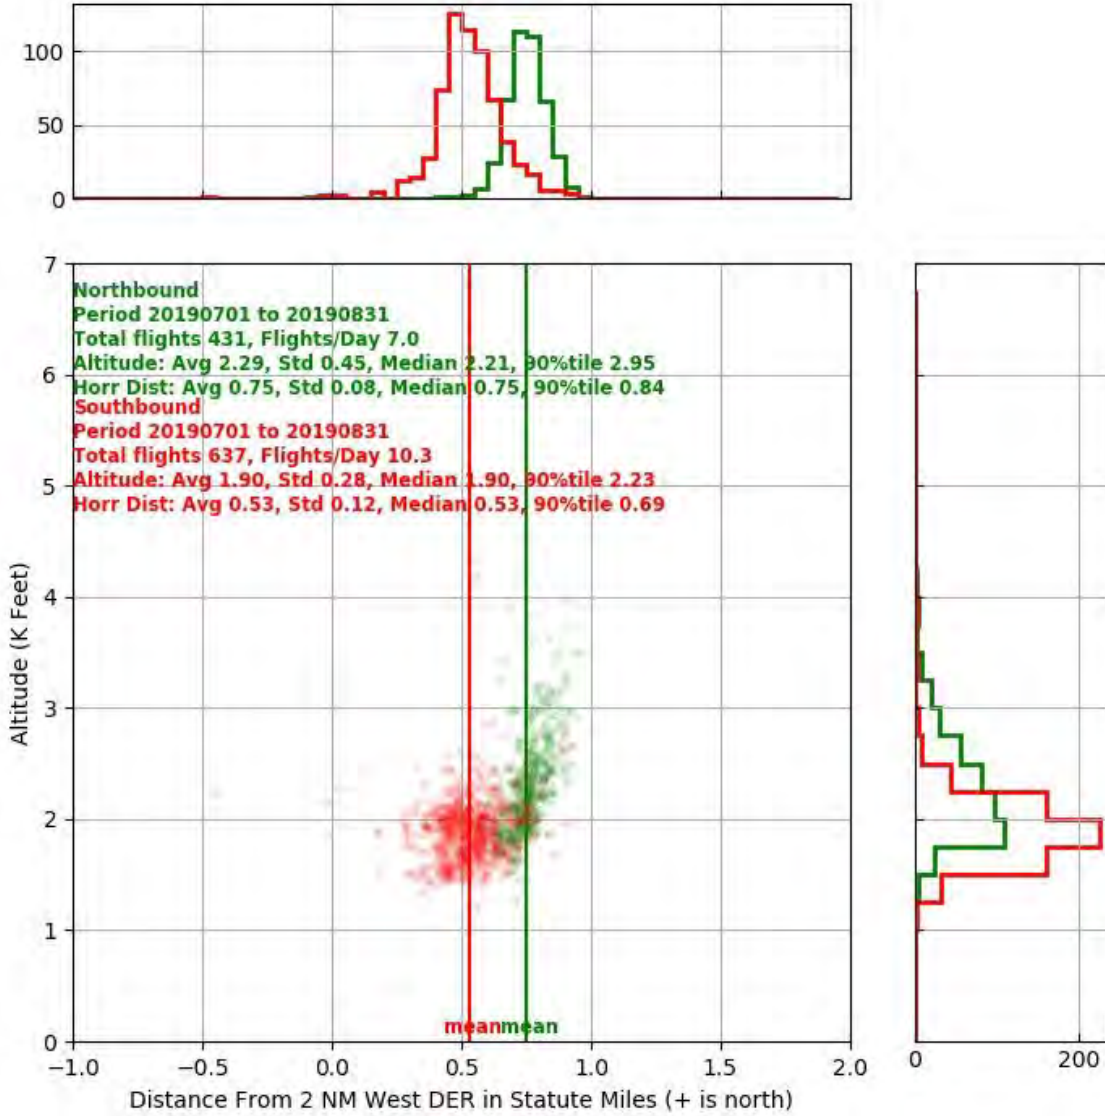 100
50
0
7
6
5
4
3
2
1
0
Altitude (K Feet)
Northbound
Period 20190701 to 20190831
Total flights 431, Flights/Day 7.0
Altitude: Avg 2.29, Std 0.45, Median 2.21, 90%tile 2.95
Horr Dist: Avg 0.75, Std 0.08, Median 0.75, 90%tile 0.84
Southbound
Period 20190701 to 20190831
Total flights 637, Flights/Day 10.3
Altitude: Avg 1.90, Std 0.28, Median 1.90, 90%tile 2.23
Horr Dist: Avg 0.53, Std 0.12, Median 0.53, 90%tile 0.69
mean mean
−1.0 −0.5 0.0 0.5 1.0 1.5 2.0
Distance From 2 NM West DER in Statute Miles (+ is north)
0 200